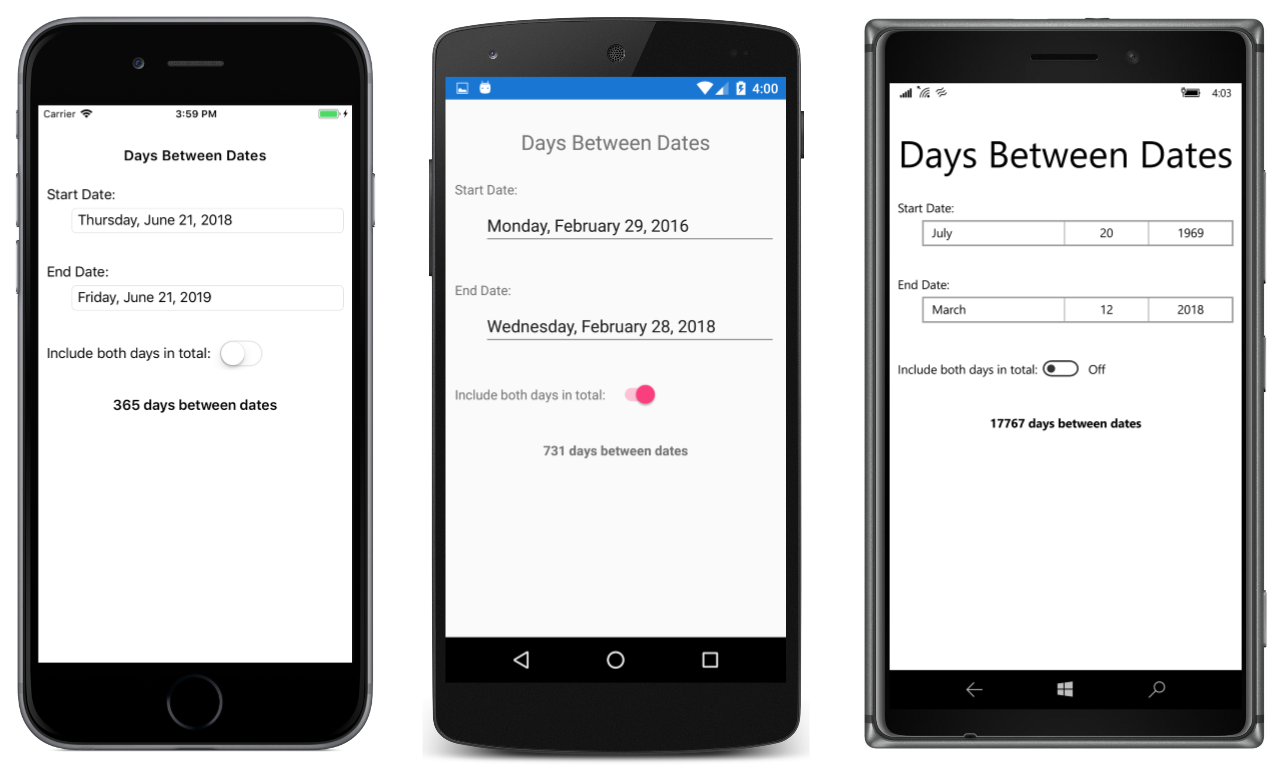 Carrier 3:59 PM
Days Between Dates
Start Date:
Thursday, June 21, 2018
End Date:
Friday, June 21, 2019
Include both days in total:
365 days between dates
4:00
Days Between Dates
Start Date:
Monday, February 29, 2016
End Date:
Wednesday, February 28, 2018
Include both days in total:
731 days between dates
4:03
Days Between Dates
Start Date:
July 20 1969
End Date:
March 12 2018
Include both days in total: Off
17767 days between dates